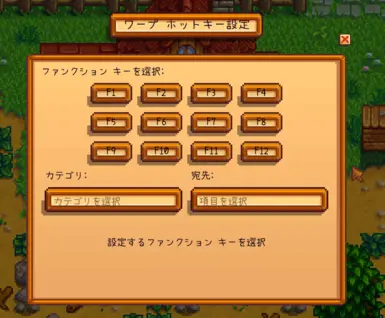 ワープ ホットキー設定
ファンクション キーを選択:
F1 F2 F3 F4
F5 F6 F7 F8
F9 F10 F11 F12
カテゴリ: 宛先:
カテゴリを選択 項目を選択
設定するファンクション キーを選択